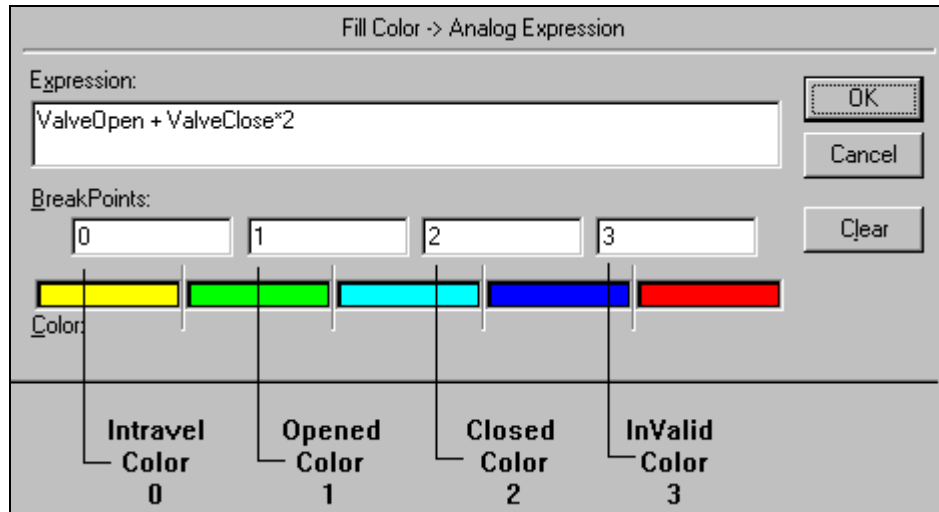 Fill Color -> Analog Expression
Expression:
ValveOpen + ValveClose*2
OK
Cancel
BreakPoints:
0 1 2 3
Clear
Color:
Intravel Color 0
Opened Color 1
Closed Color 2
InValid Color 3